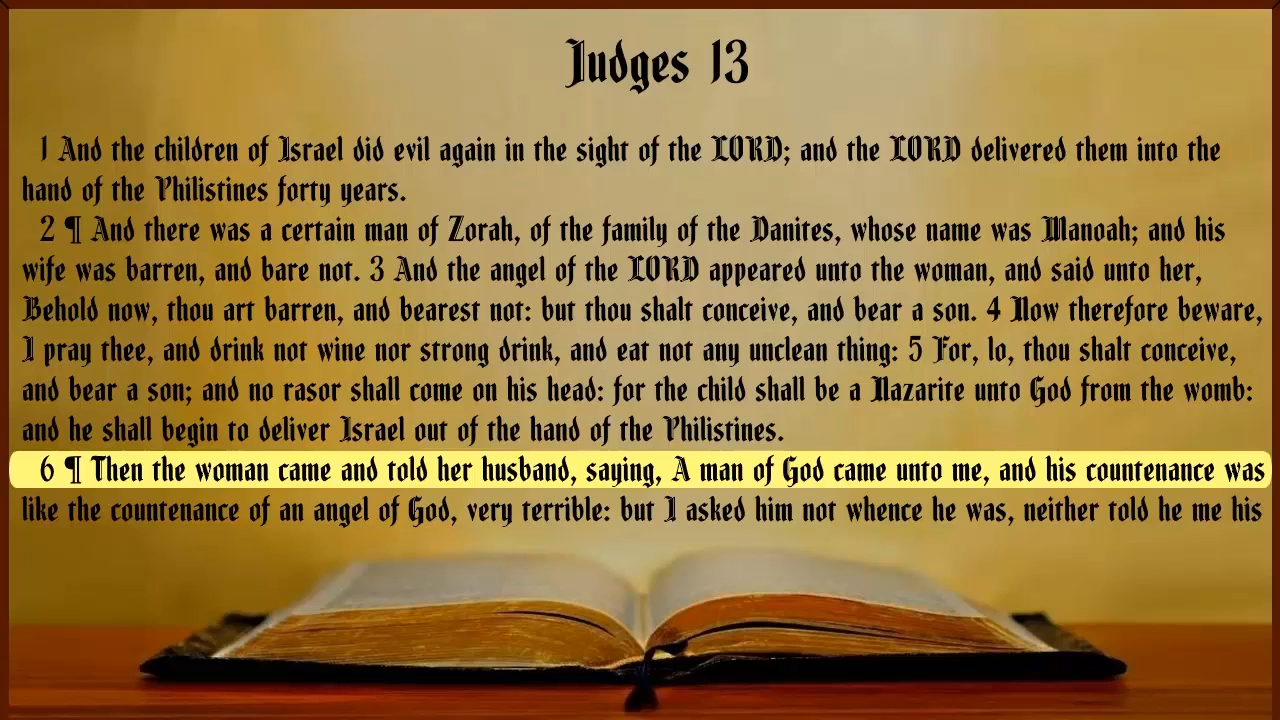 Judges 13
1 And the children of Israel did evil again in the sight of the LORD; and the LORD delivered them into the
hand of the Philistines forty years.
2 ¶ And there was a certain man of Zorah, of the family of the Danites, whose name was Manoah; and his
wife was barren, and bare not. 3 And the angel of the LORD appeared unto the woman, and said unto her,
Behold now, thou art barren, and bearest not: but thou shalt conceive, and bear a son. 4 Now therefore beware,
I pray thee, and drink not wine nor strong drink, and eat not any unclean thing: 5 For, lo, thou shalt conceive,
and bear a son; and no rasor shall come on his head: for the child shall be a Nazarite unto God from the womb:
and he shall begin to deliver Israel out of the hand of the Philistines.
6 ¶ Then the woman came and told her husband, saying, A man of God came unto me, and his countenance was
like the countenance of an angel of God, very terrible: but I asked him not whence he was, neither told he me his